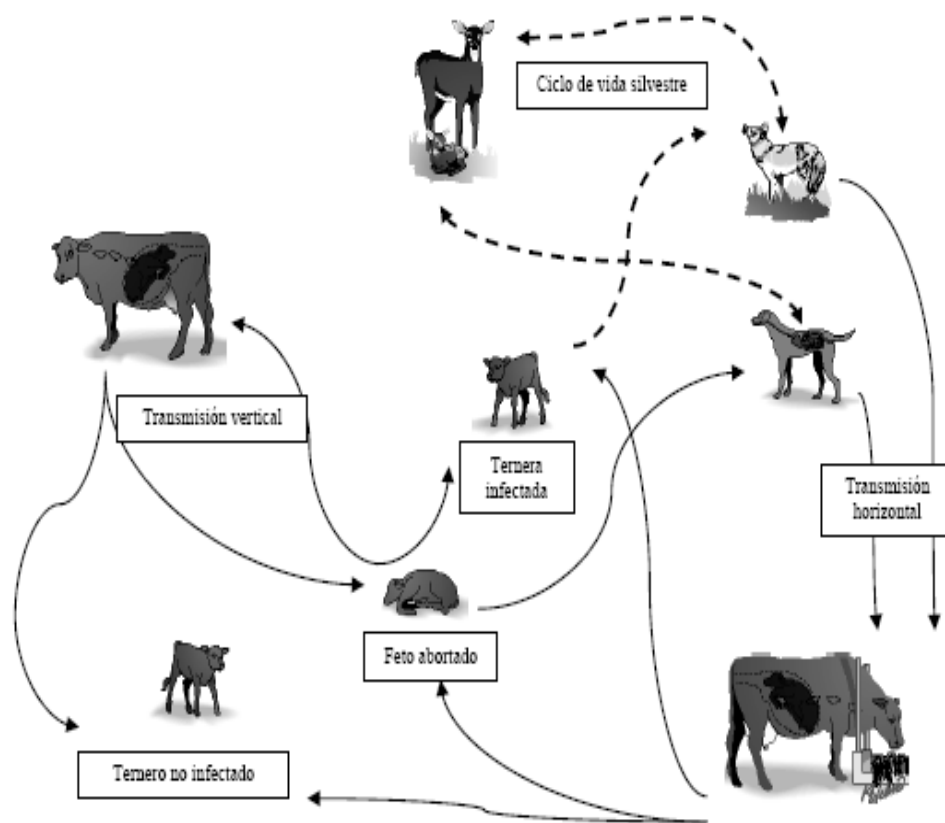 Ciclo de vida silvestre
Transmisión vertical
Ternera
infectada
Transmisión
horizontal
Feto abortado
Ternero no infectado